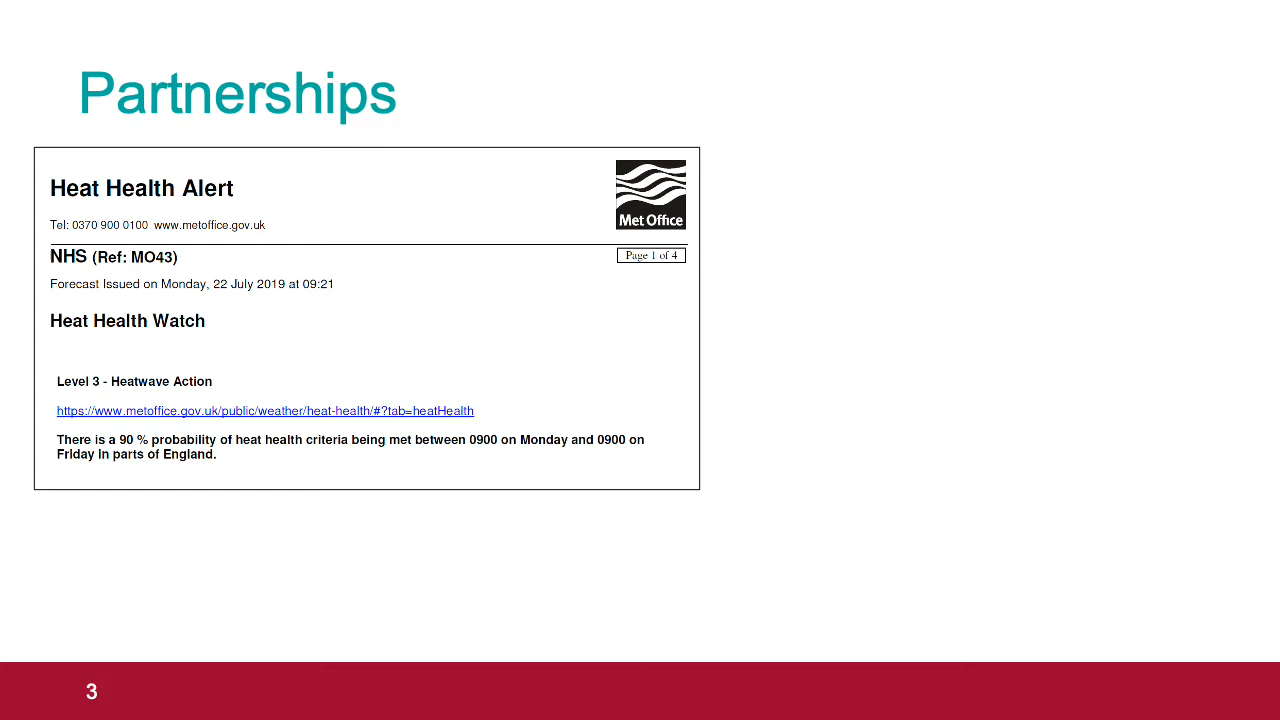 Partnerships
Heat Health Alert
Met Office
Tel: 0370 900 0100 www.metoffice.gov.uk
NHS (Ref: MO43)
Page 1 of 4
Forecast Issued on Monday, 22 July 2019 at 09:21
Heat Health Watch
Level 3 - Heatwave Action
https://www.metoffice.gov.uk/public/weather/heat-health/#?tab=heatHealth
There is a 90 % probability of heat health criteria being met between 0900 on Monday and 0900 on
Friday in parts of England.
3